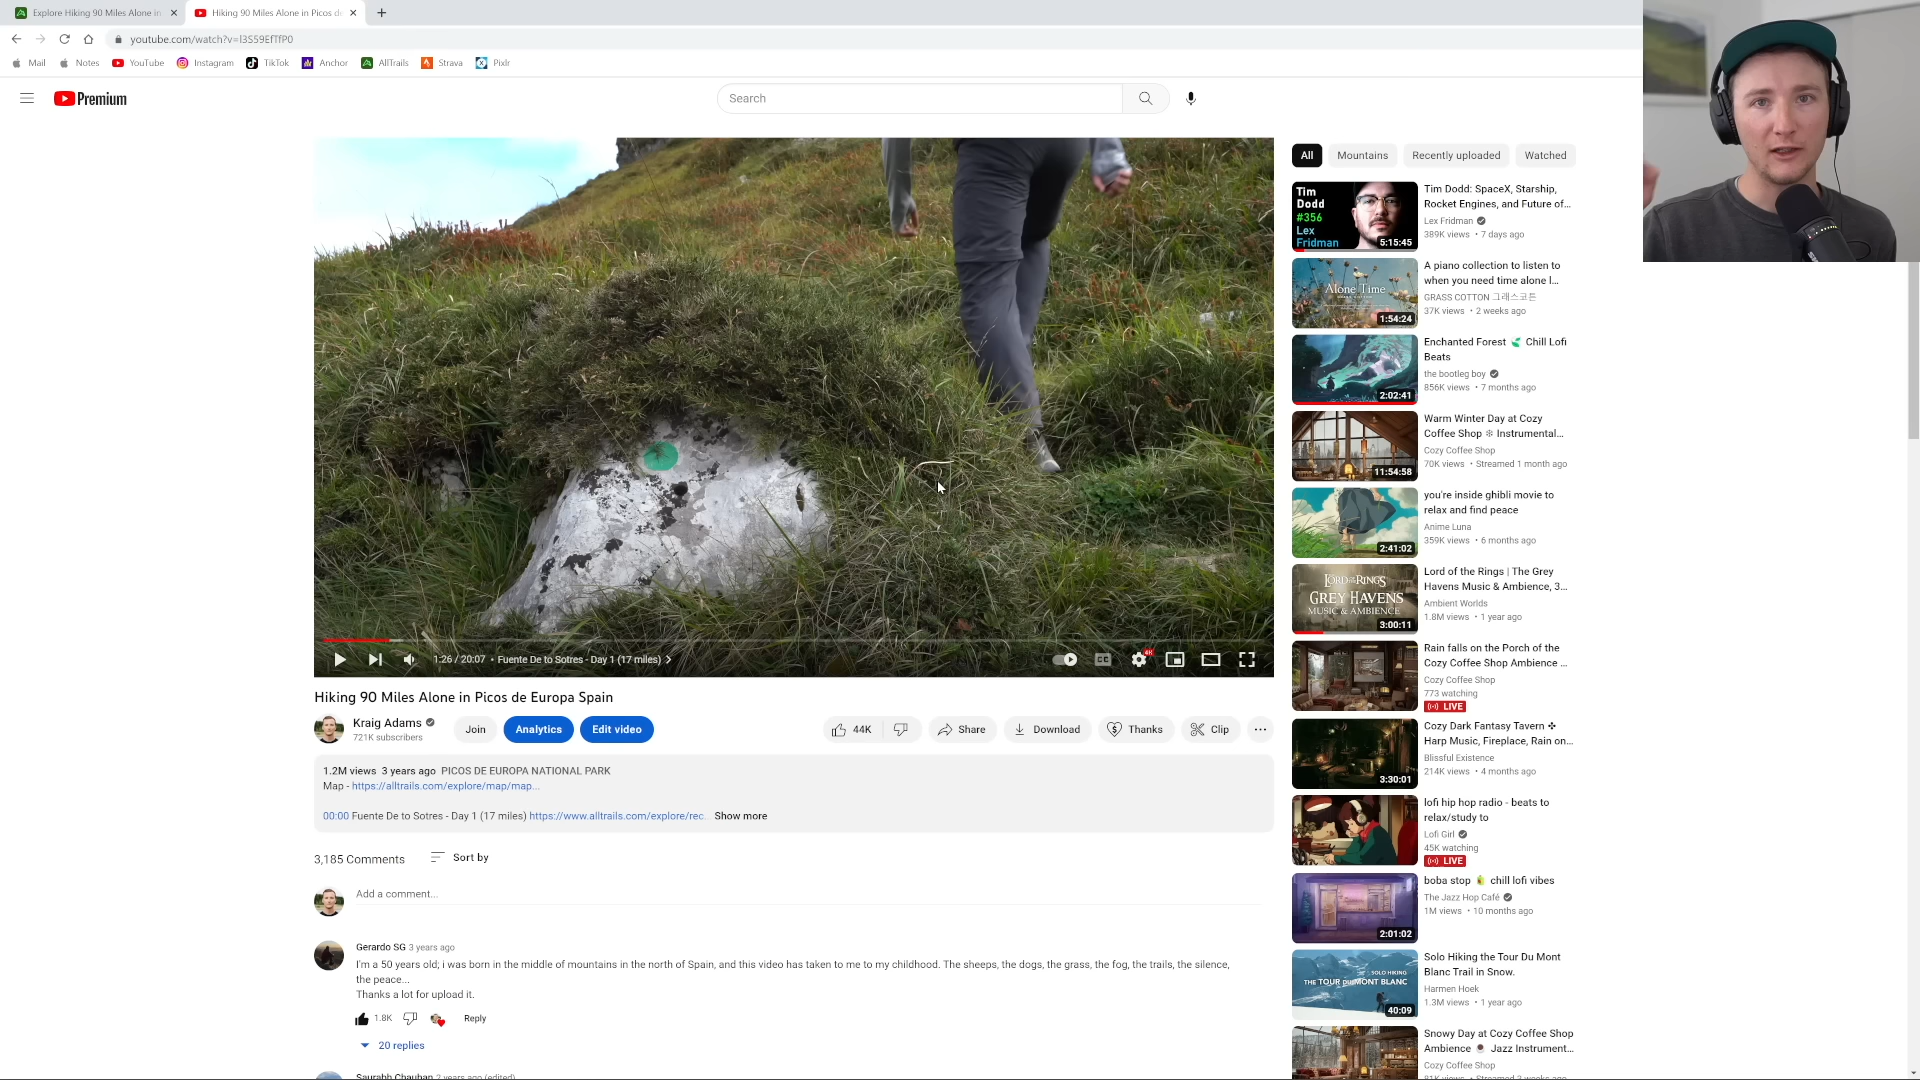 Explore Hiking 90 Miles Alone in
Hiking 90 Miles Alone in Picos de
youtube.com/watch?v=l3S59EfTfP0
Mail
Notes
YouTube
Instagram
TikTok
Anchor
AllTrails
Strava
Pixlr
Premium
Search
1:26 / 20:07 • Fuente De to Sotres - Day 1 (17 miles)
CC
4K
Hiking 90 Miles Alone in Picos de Europa Spain
Kraig Adams
721K subscribers
Join
Analytics
Edit video
44K
Share
Download
Thanks
Clip
1.2M views 3 years ago PICOS DE EUROPA NATIONAL PARK
Map - https://alltrails.com/explore/map/map...
00:00 Fuente De to Sotres - Day 1 (17 miles) https://www.alltrails.com/explore/rec... Show more
3,185 Comments
Sort by
Add a comment...
Gerardo SG 3 years ago
I'm a 50 years old; i was born in the middle of mountains in the north of Spain, and this video has taken to me to my childhood. The sheeps, the dogs, the grass, the fog, the trails, the silence,
the peace...
Thanks a lot for upload it.
1.8K
Reply
20 replies
Saurabh Chauhan 2 years ago (edited)
All
Mountains
Recently uploaded
Watched
Tim
Dodd
#356
Lex
Fridman
5:15:45
Tim Dodd: SpaceX, Starship,
Rocket Engines, and Future of...
Lex Fridman
389K views • 7 days ago
Alone Time
1:54:24
A piano collection to listen to
when you need time alone l...
GRASS COTTON 그래스코튼
37K views • 2 weeks ago
2:02:41
Enchanted Forest 🍃 Chill Lofi
Beats
the bootleg boy
856K views • 7 months ago
11:54:58
Warm Winter Day at Cozy
Coffee Shop ❄ Instrumental...
Cozy Coffee Shop
70K views • Streamed 1 month ago
2:41:02
you're inside ghibli movie to
relax and find peace
Anime Luna
359K views • 6 months ago
LORD OF THE RINGS
GREY HAVENS
MUSIC & AMBIENCE
3:00:11
Lord of the Rings | The Grey
Havens Music & Ambience, 3...
Ambient Worlds
1.8M views • 1 year ago
Rain falls on the Porch of the
Cozy Coffee Shop Ambience ...
Cozy Coffee Shop
773 watching
LIVE
3:30:01
Cozy Dark Fantasy Tavern ✣
Harp Music, Fireplace, Rain on...
Blissful Existence
214K views • 4 months ago
lofi hip hop radio - beats to
relax/study to
Lofi Girl
45K watching
LIVE
2:01:02
boba stop 🧋 chill lofi vibes
The Jazz Hop Café
1M views • 10 months ago
SOLO HIKING
THE TOUR DU MONT BLANC
40:09
Solo Hiking the Tour Du Mont
Blanc Trail in Snow.
Harmen Hoek
1.3M views • 1 year ago
Snowy Day at Cozy Coffee Shop
Ambience ☕ Jazz Instrument...
Cozy Coffee Shop
81K views • Streamed 3 weeks ago